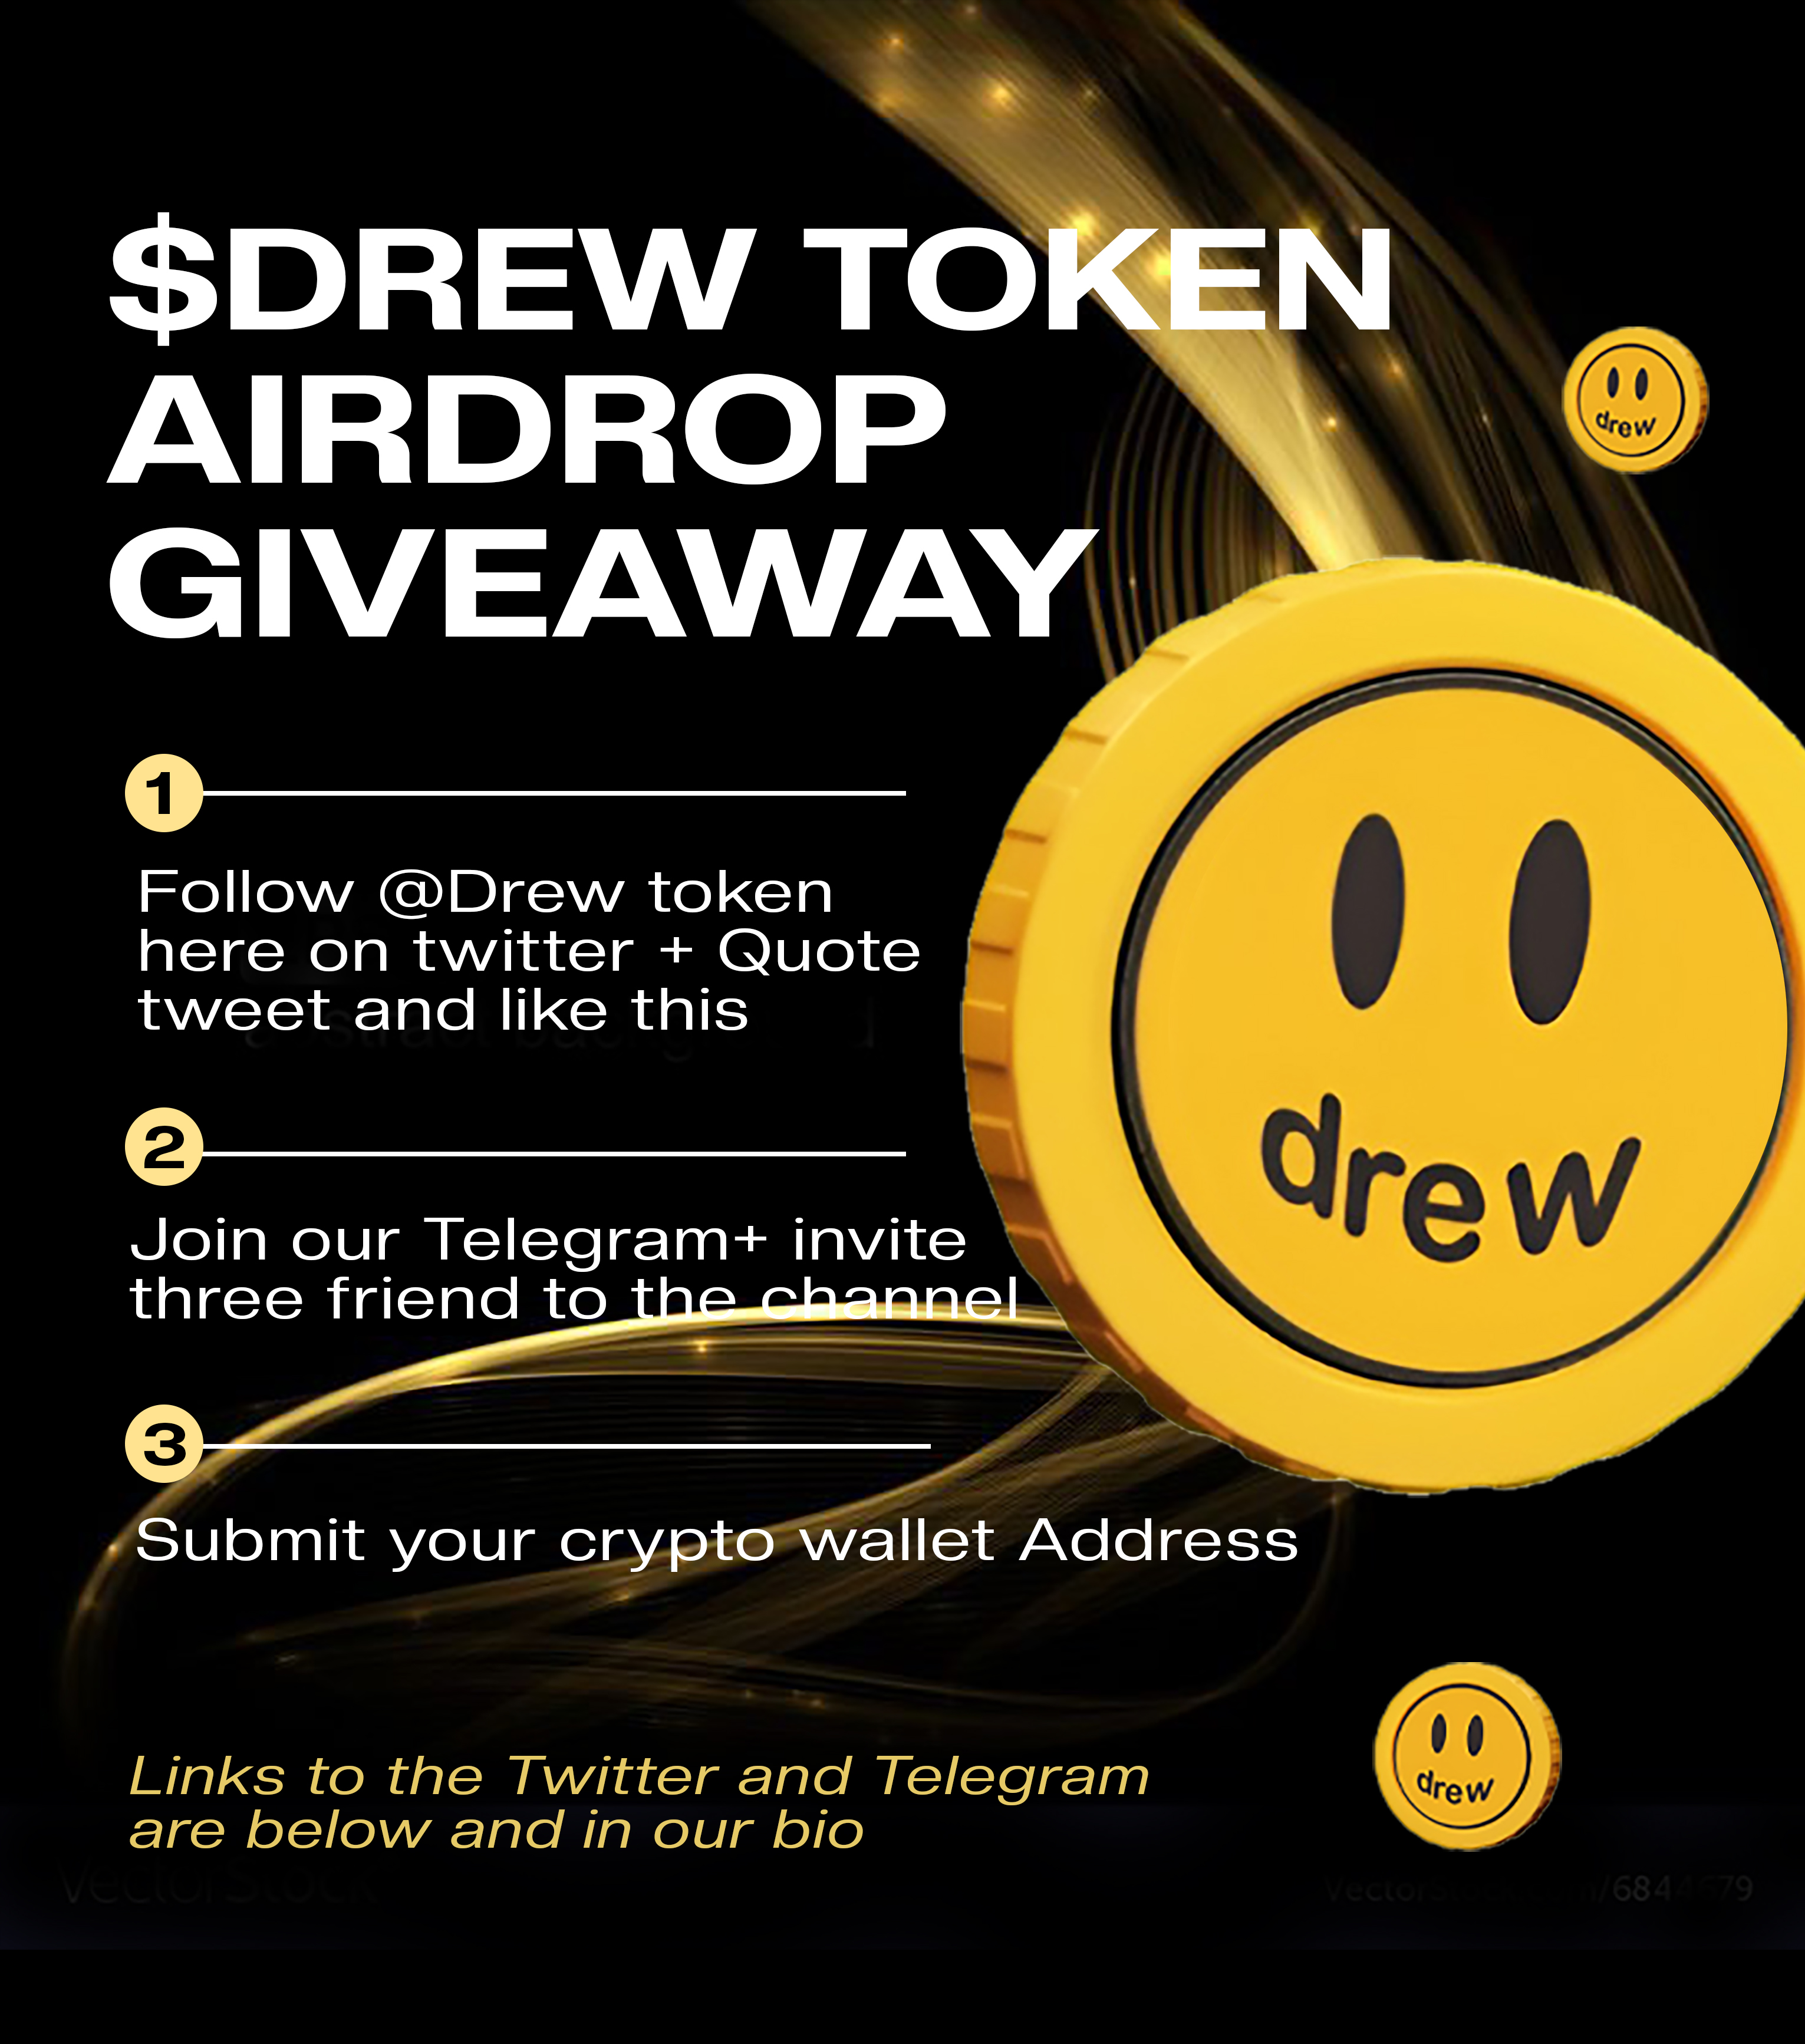 $DREW TOKEN
AIRDROP
GIVEAWAY
drew
1
Follow @Drew token
here on twitter + Quote
tweet and like this
drew
2
Join our Telegram+ invite
three friend to the channel
3
Submit your crypto wallet Address
drew
Links to the Twitter and Telegram
are below and in our bio
VectorStock